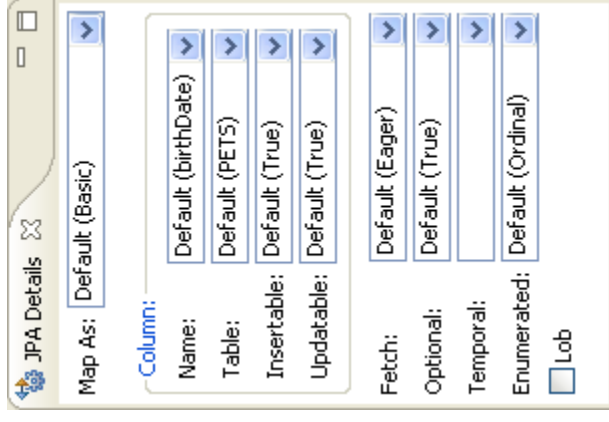 JPA Details
Map As: Default (Basic)
Column:
Name: Default (birthDate)
Table: Default (PETS)
Insertable: Default (True)
Updatable: Default (True)
Fetch: Default (Eager)
Optional: Default (True)
Temporal:
Enumerated: Default (Ordinal)
Lob